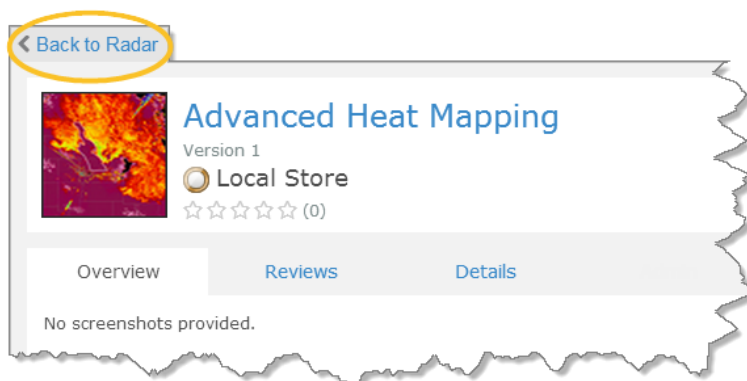 Back to Radar
Advanced Heat Mapping
Version 1
Local Store
(0)
Overview Reviews Details
No screenshots provided.